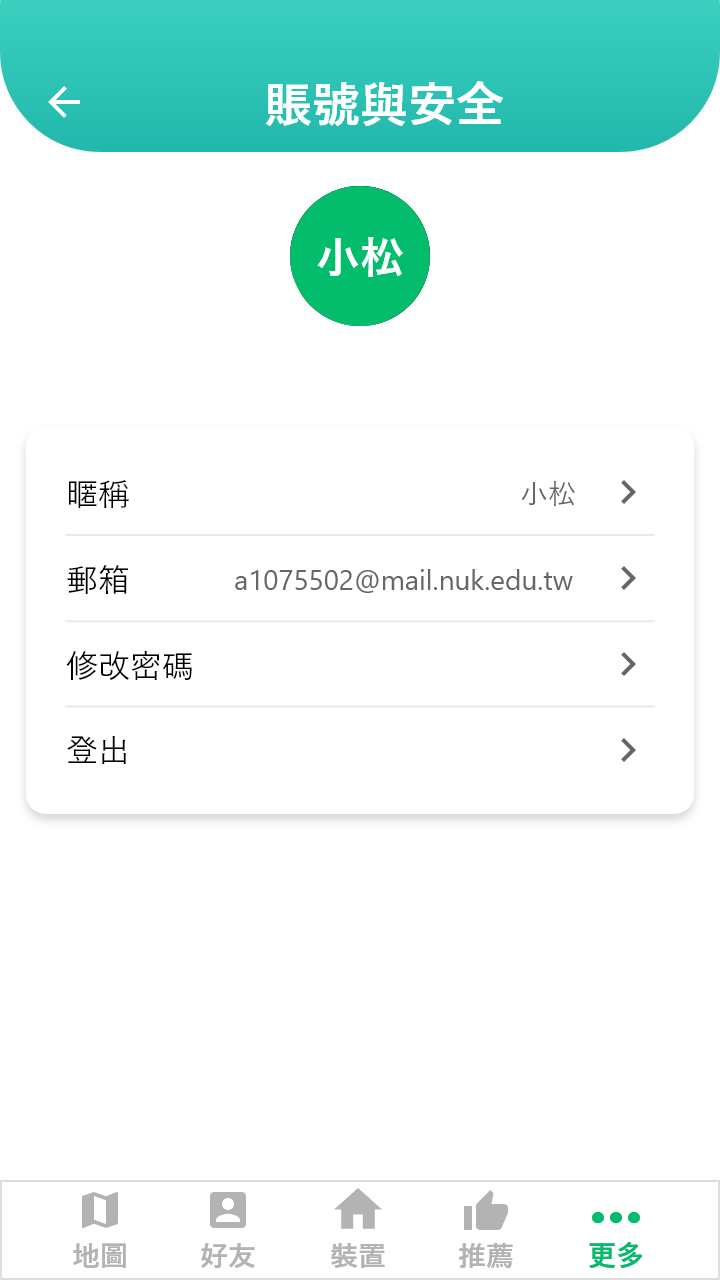 賬號與安全
小松
暱稱 小松
郵箱 a1075502@mail.nuk.edu.tw
修改密碼
登出
地圖 好友 裝置 推薦 更多